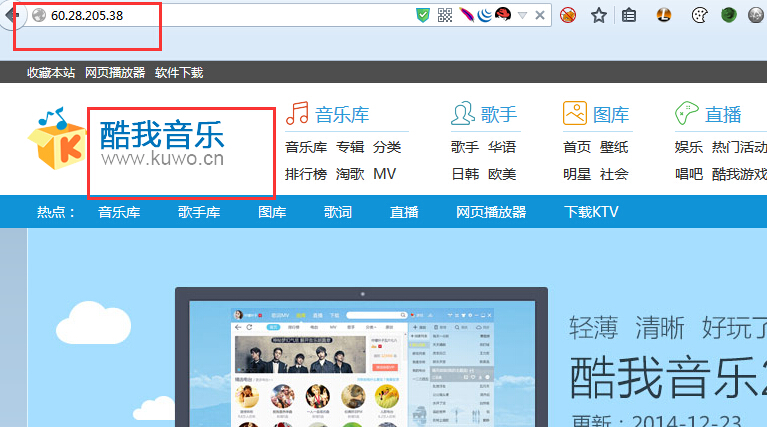 60.28.205.38
收藏本站 网页播放器 软件下载
酷我音乐
www.kuwo.cn
音乐库 歌手 图库 直播
音乐库 专辑 分类 歌手 华语 首页 壁纸 娱乐 热门活动
排行榜 淘歌 MV 日韩 欧美 明星 社会 唱吧 酷我游戏
热点： 音乐库 歌手库 图库 歌词 直播 网页播放器 下载KTV
轻薄 清晰 好玩了
酷我音乐2
更新：2014-12-23